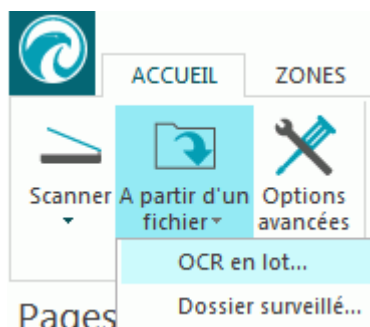 ACCUEIL ZONES
Scanner A partir d'un Options
fichier avancées
OCR en lot...
Dossier surveillé...
Pages